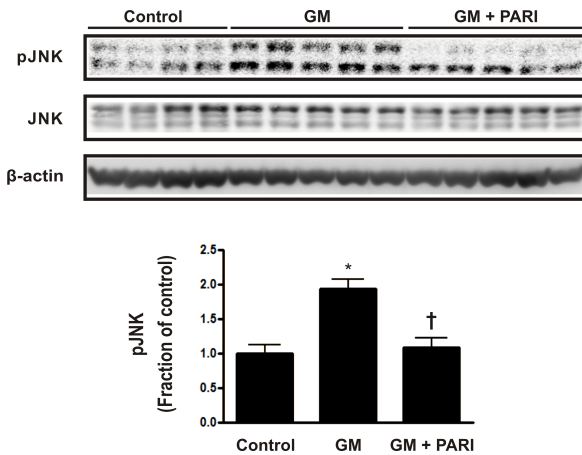 Control GM GM + PARI
pJNK
JNK
β-actin
2.5
2.0
1.5
1.0
0.5
0.0
pJNK
(Fraction of control)
*
†
Control GM GM + PARI